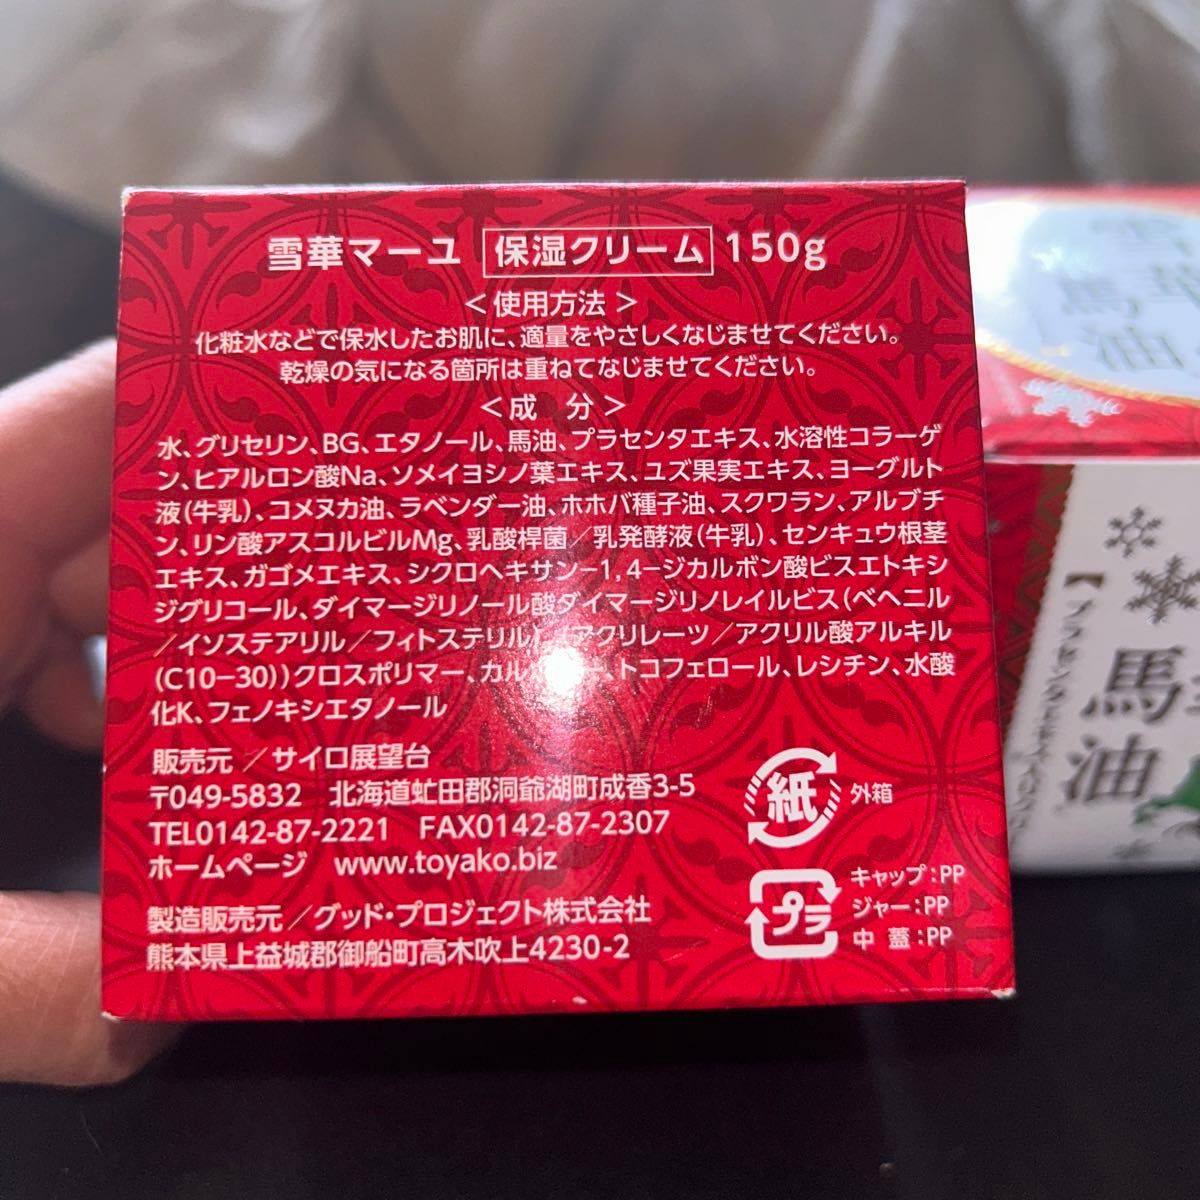 雪華マーユ 保湿クリーム 150g
＜使用方法＞
化粧水などで保水したお肌に、適量をやさしくなじませてください。
乾燥の気になる箇所は重ねてなじませてください。
＜成 分＞
水、グリセリン、BG、エタノール、馬油、プラセンタエキス、水溶性コラーゲ
ン、ヒアルロン酸Na、ソメイヨシノ葉エキス、ユズ果実エキス、ヨーグルト
液(牛乳)、コメヌカ油、ラベンダー油、ホホバ種子油、スクワラン、アルブチ
ン、リン酸アスコルビルMg、乳酸桿菌／乳発酵液(牛乳)、センキュウ根茎
エキス、ガゴメエキス、シクロヘキサン-1,4-ジカルボン酸ビスエトキシ
ジグリコール、ダイマージリノール酸ダイマージリノレイルビス(ベヘニル
／イソステアリル／フィトステリル)、(アクリレーツ／アクリル酸アルキル
(C10-30))クロスポリマー、カル、トコフェロール、レシチン、水酸
化K、フェノキシエタノール
販売元 ／サイロ展望台
〒049-5832 北海道虻田郡洞爺湖町成香3-5
TEL0142-87-2221 FAX0142-87-2307
ホームページ www.toyako.biz
製造販売元／グッド・プロジェクト株式会社
熊本県上益城郡御船町高木吹上4230-2
紙 外箱
プラ
キャップ:PP
ジャー:PP
中 蓋:PP
雪華
馬油
馬油